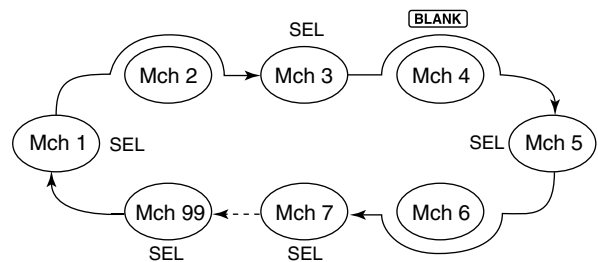 BLANK
SEL
Mch 2
Mch 3
Mch 4
Mch 1
SEL
SEL
Mch 5
Mch 99
Mch 7
Mch 6
SEL
SEL